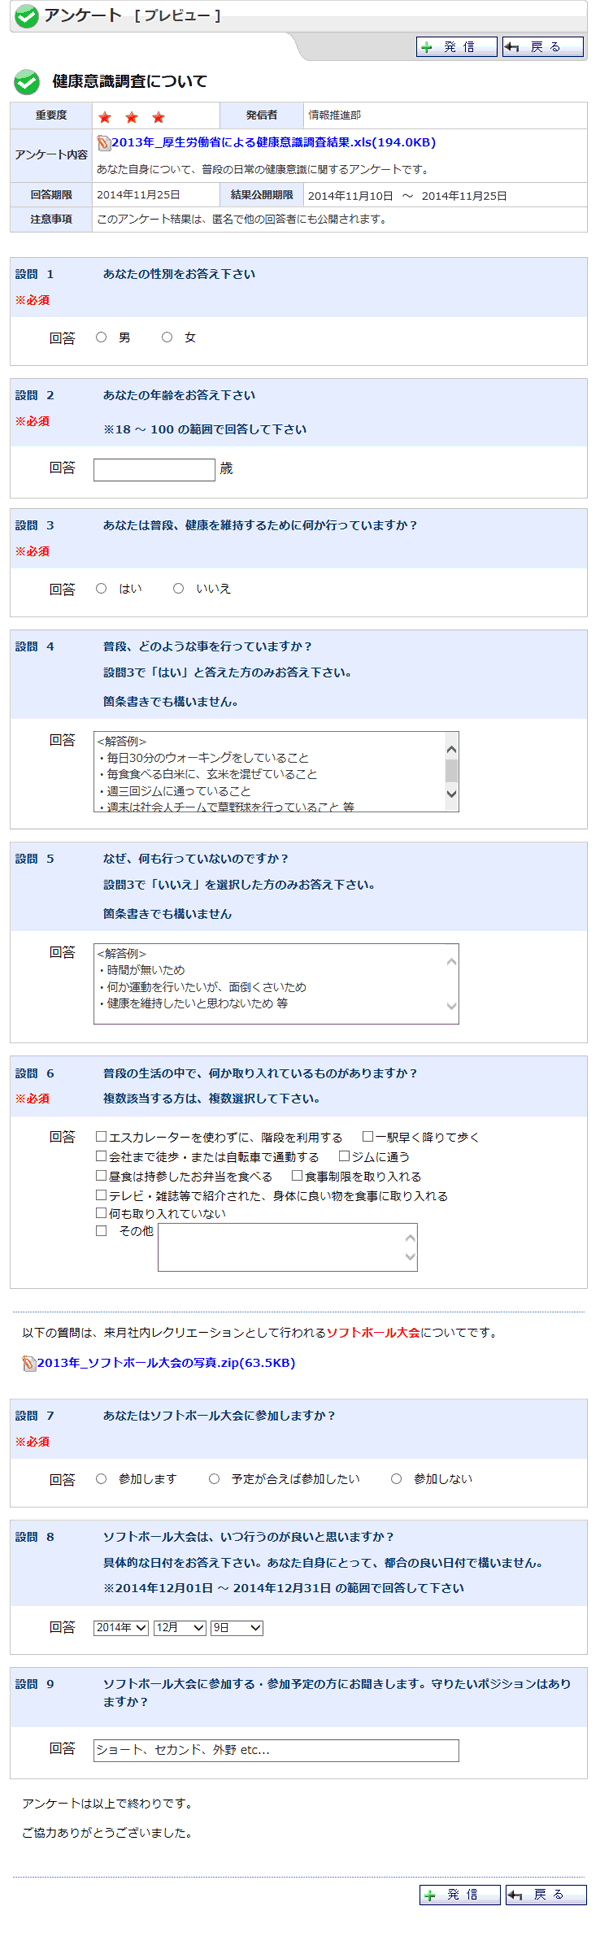 アンケート [ プレビュー ]
発 信 戻 る
健康意識調査について
重要度 ★ ★ ★ 発信者 情報推進部
アンケート内容 2013年_厚生労働省による健康意識調査結果.xls(194.0KB)
あなた自身について、普段の日常の健康意識に関するアンケートです。
回答期限 2014年11月25日 結果公開期限 2014年11月10日 ～ 2014年11月25日
注意事項 このアンケート結果は、匿名で他の回答者にも公開されます。
設問 1 あなたの性別をお答え下さい
※必須
回答 男 女
設問 2 あなたの年齢をお答え下さい
※必須
※18 ～ 100 の範囲で回答して下さい
回答 歳
設問 3 あなたは普段、健康を維持するために何か行っていますか？
※必須
回答 はい いいえ
設問 4 普段、どのような事を行っていますか？
設問3で「はい」と答えた方のみお答え下さい。
箇条書きでも構いません。
回答 <解答例>
・毎日30分のウォーキングをしていること
・毎食食べる白米に、玄米を混ぜていること
・週三回ジムに通っていること
・週末は社会人チームで草野球を行っていること 等
設問 5 なぜ、何も行っていないのですか？
設問3で「いいえ」を選択した方のみお答え下さい。
箇条書きでも構いません
回答 <解答例>
・時間が無いため
・何か運動を行いたいが、面倒くさいため
・健康を維持したいと思わないため 等
設問 6 普段の生活の中で、何か取り入れているものがありますか？
※必須 複数該当する方は、複数選択して下さい。
回答 エスカレーターを使わずに、階段を利用する 一駅早く降りて歩く
会社まで徒歩・または自転車で通勤する ジムに通う
昼食は持参したお弁当を食べる 食事制限を取り入れる
テレビ・雑誌等で紹介された、身体に良い物を食事に取り入れる
何も取り入れていない
その他
以下の質問は、来月社内レクリエーションとして行われるソフトボール大会についてです。
2013年_ソフトボール大会の写真.zip(63.5KB)
設問 7 あなたはソフトボール大会に参加しますか？
※必須
回答 参加します 予定が合えば参加したい 参加しない
設問 8 ソフトボール大会は、いつ行うのが良いと思いますか？
具体的な日付をお答え下さい。あなた自身にとって、都合の良い日付で構いません。
※2014年12月01日 ～ 2014年12月31日 の範囲で回答して下さい
回答 2014年 12月 9日
設問 9 ソフトボール大会に参加する・参加予定の方にお聞きします。守りたいポジションはあり
ますか？
回答 ショート、セカンド、外野 etc...
アンケートは以上で終わりです。
ご協力ありがとうございました。
発 信 戻 る